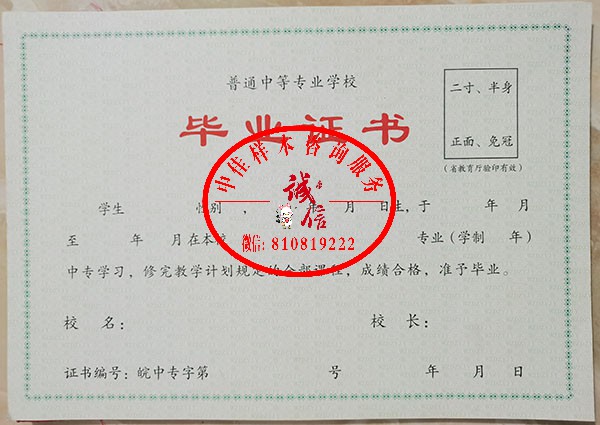 普通中等专业学校
毕业证书
二寸、半身
正面、免冠
(省教育厅验印有效)
中佳样本咨询服务
诚信
微信: 810819222
学生 性别 , 年 月 日生, 于 年 月
至 年 月在本校 专业 (学制 年)
中专学习, 修完教学计划规定的全部课程, 成绩合格, 准予毕业。
校 名: 校 长:
证书编号: 皖中专字第 号 年 月 日